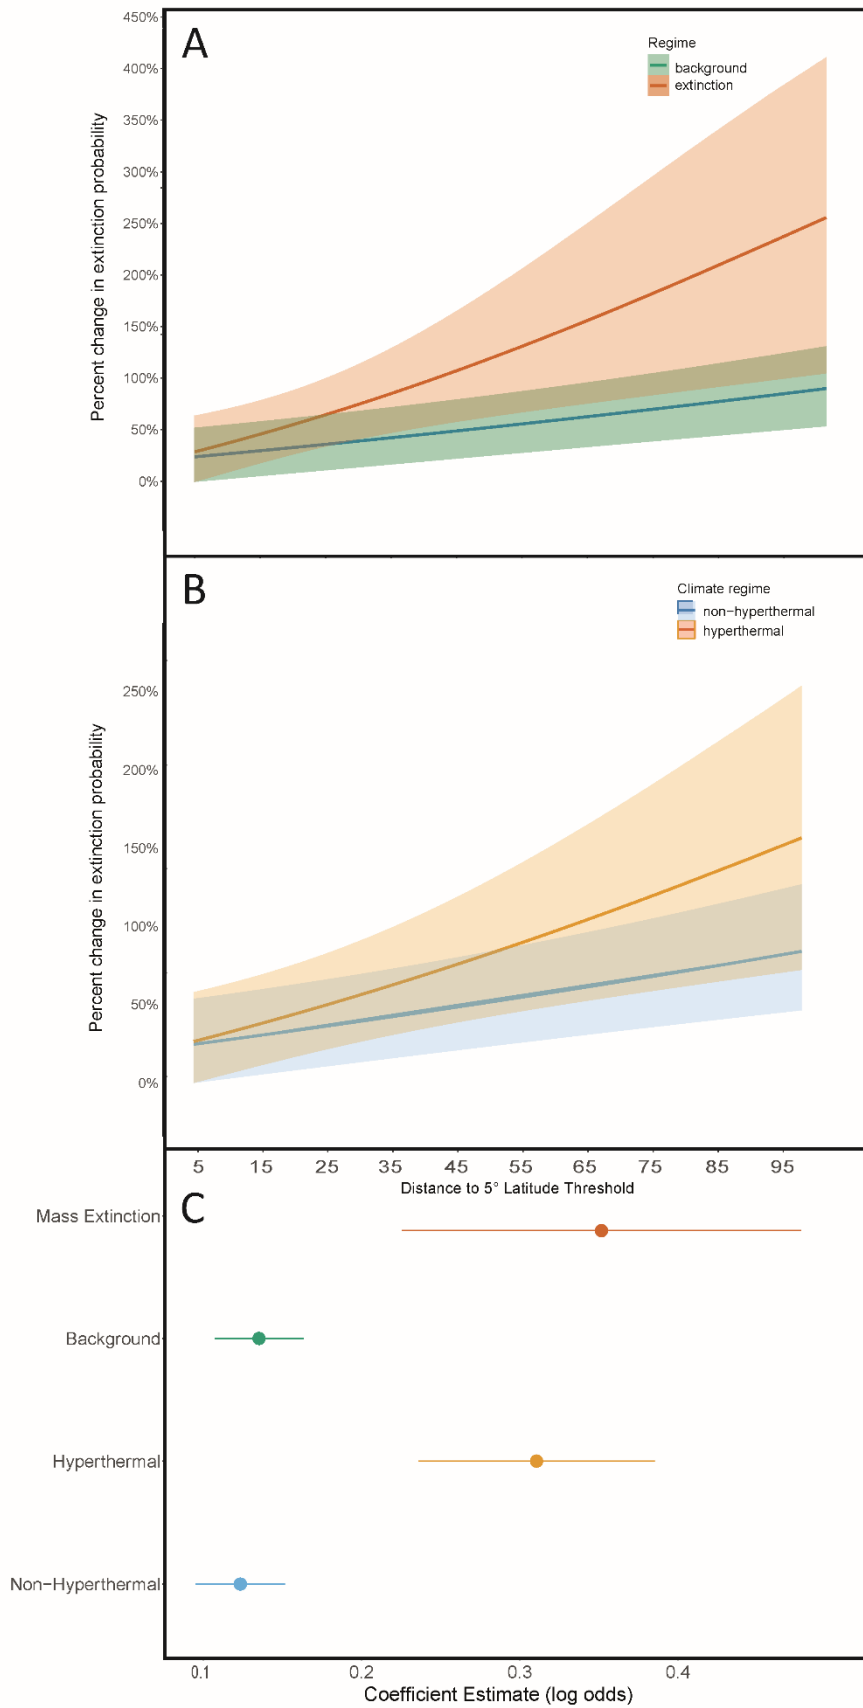 A
Regime
background
extinction
450%
400%
350%
300%
250%
200%
150%
100%
50%
0%
Percent change in extinction probability
B
Climate regime
non-hyperthermal
hyperthermal
250%
200%
150%
100%
50%
0%
Percent change in extinction probability
5 15 25 35 45 55 65 75 85 95
Distance to 5° Latitude Threshold
C
Mass Extinction
Background
Hyperthermal
Non-Hyperthermal
0.1 0.2 0.3 0.4
Coefficient Estimate (log odds)